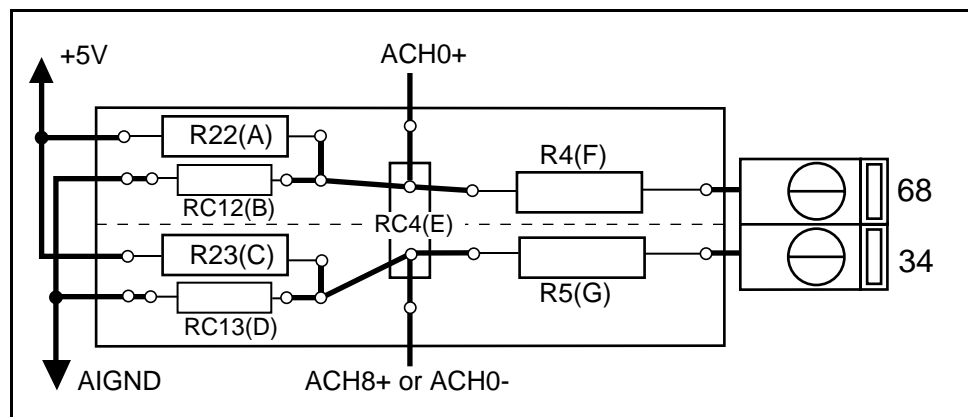 +5V
ACH0+
R22(A)
R4(F)
68
RC12(B)
RC4(E)
R23(C)
34
R5(G)
RC13(D)
AIGND
ACH8+ or ACH0-